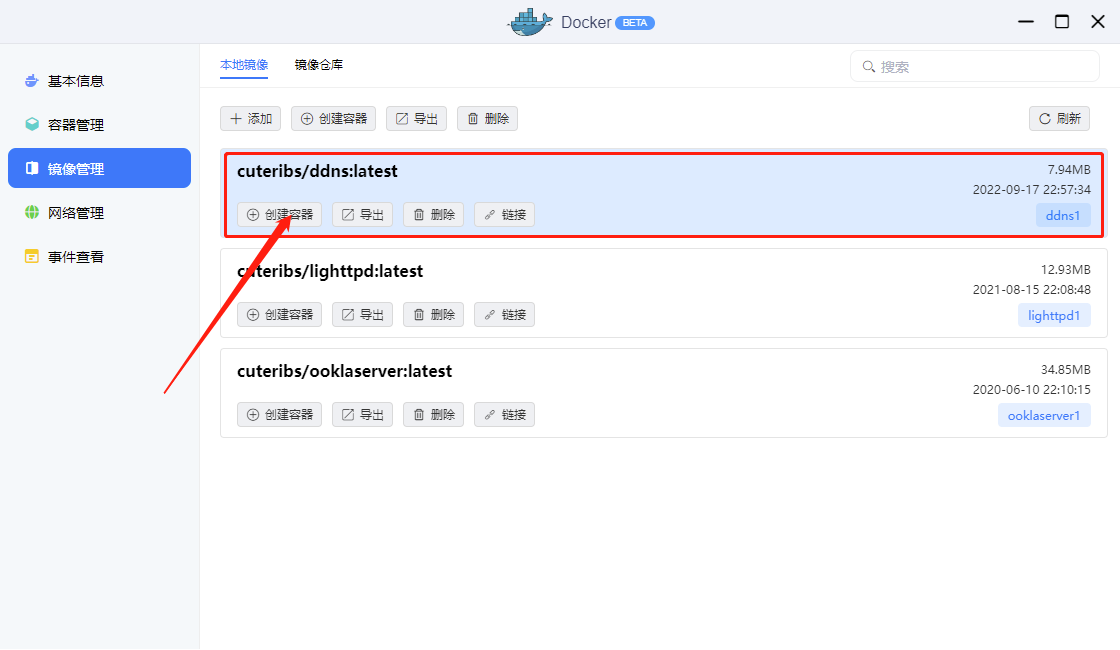 Docker BETA
基本信息
容器管理
镜像管理
网络管理
事件查看
本地镜像 镜像仓库
搜索
添加 创建容器 导出 删除 刷新
cuteribs/ddns:latest
7.94MB
2022-09-17 22:57:34
创建容器 导出 删除 链接
ddns1
cuteribs/lighttpd:latest
12.93MB
2021-08-15 22:08:48
创建容器 导出 删除 链接
lighttpd1
cuteribs/ooklaserver:latest
34.85MB
2020-06-10 22:10:15
创建容器 导出 删除 链接
ooklaserver1